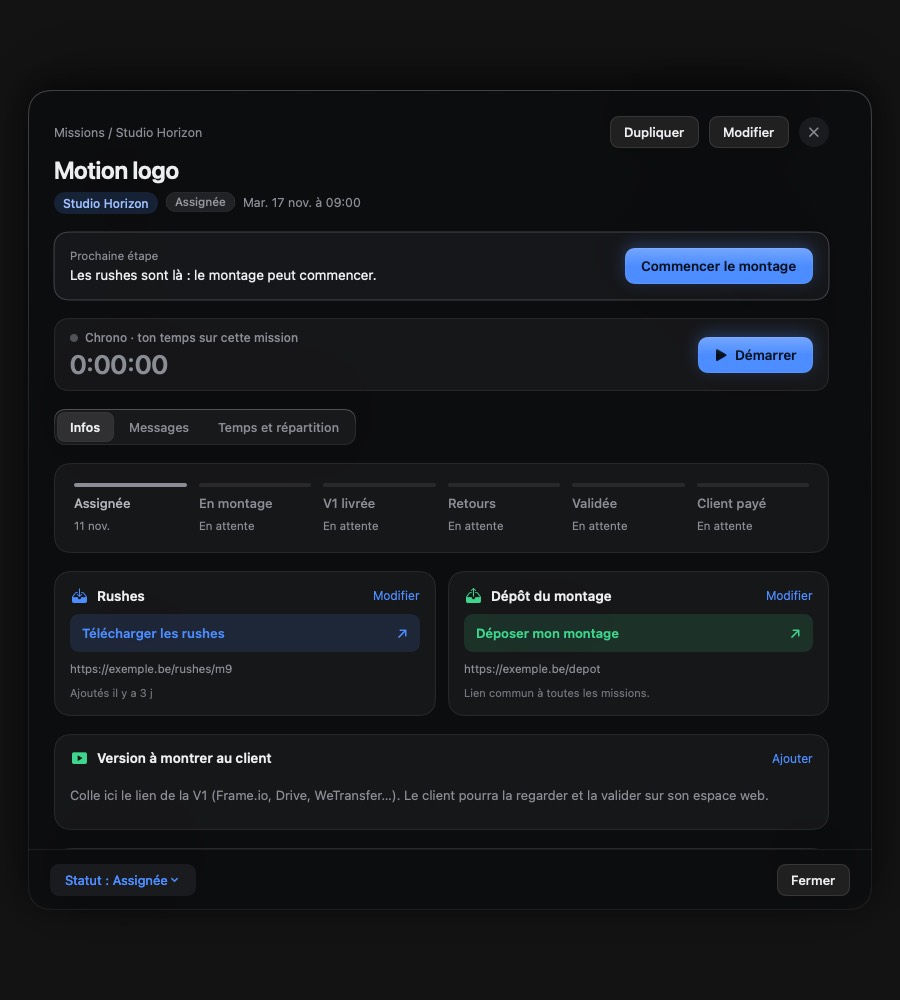 Missions / Studio Horizon
Dupliquer
Modifier
Motion logo
Studio Horizon
Assignée
Mar. 17 nov. à 09:00
Prochaine étape
Les rushes sont là : le montage peut commencer.
Commencer le montage
Chrono · ton temps sur cette mission
0:00:00
Démarrer
Infos
Messages
Temps et répartition
Assignée
En montage
V1 livrée
Retours
Validée
Client payé
11 nov.
En attente
En attente
En attente
En attente
En attente
Rushes
Modifier
Télécharger les rushes
https://exemple.be/rushes/m9
Ajoutés il y a 3 j
Dépôt du montage
Modifier
Déposer mon montage
https://exemple.be/depot
Lien commun à toutes les missions.
Version à montrer au client
Ajouter
Colle ici le lien de la V1 (Frame.io, Drive, WeTransfer…). Le client pourra la regarder et la valider sur son espace web.
Statut : Assignée
Fermer